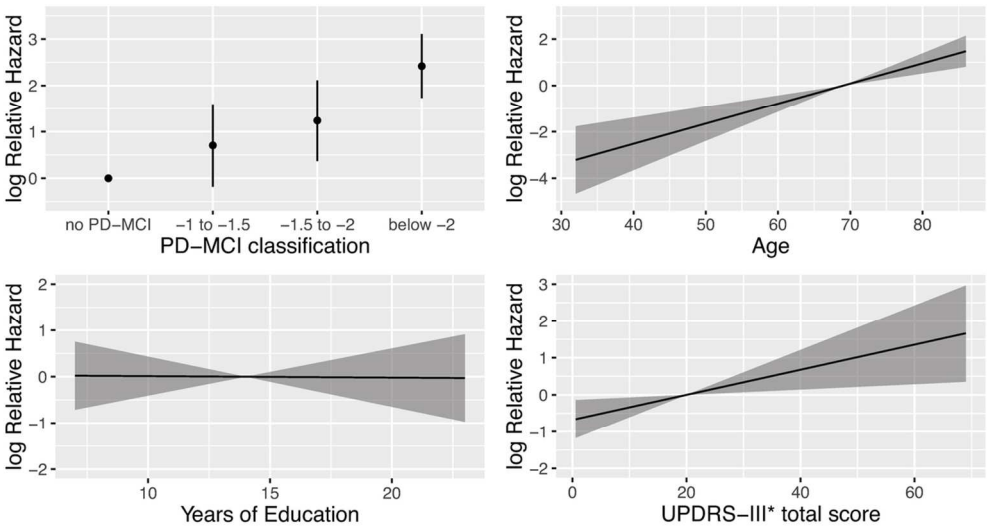 log Relative Hazard
3
2
1
0
no PD−MCI
−1 to −1.5
−1.5 to −2
below −2
PD−MCI classification
log Relative Hazard
2
0
−2
−4
30
40
50
60
70
80
Age
log Relative Hazard
2
1
0
−1
−2
10
15
20
Years of Education
log Relative Hazard
3
2
1
0
−1
−2
0
20
40
60
UPDRS−III* total score